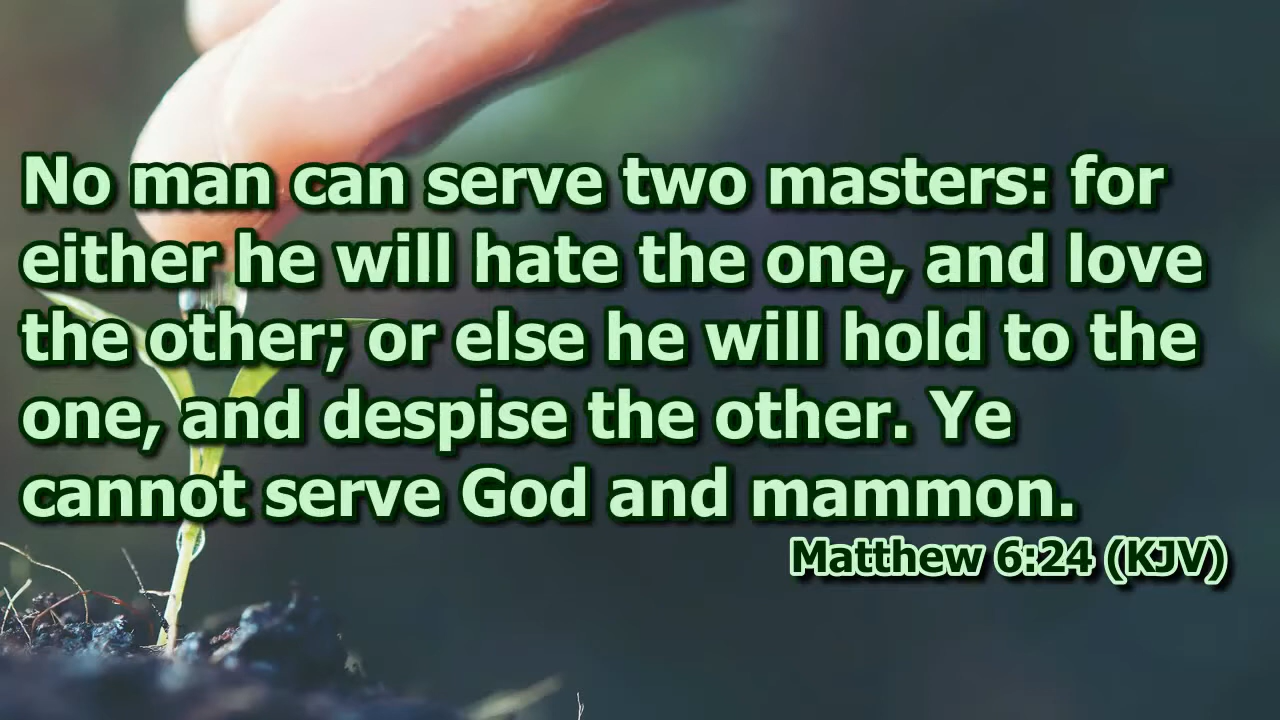 No man can serve two masters: for
either he will hate the one, and love
the other; or else he will hold to the
one, and despise the other. Ye
cannot serve God and mammon.
Matthew 6:24 (KJV)